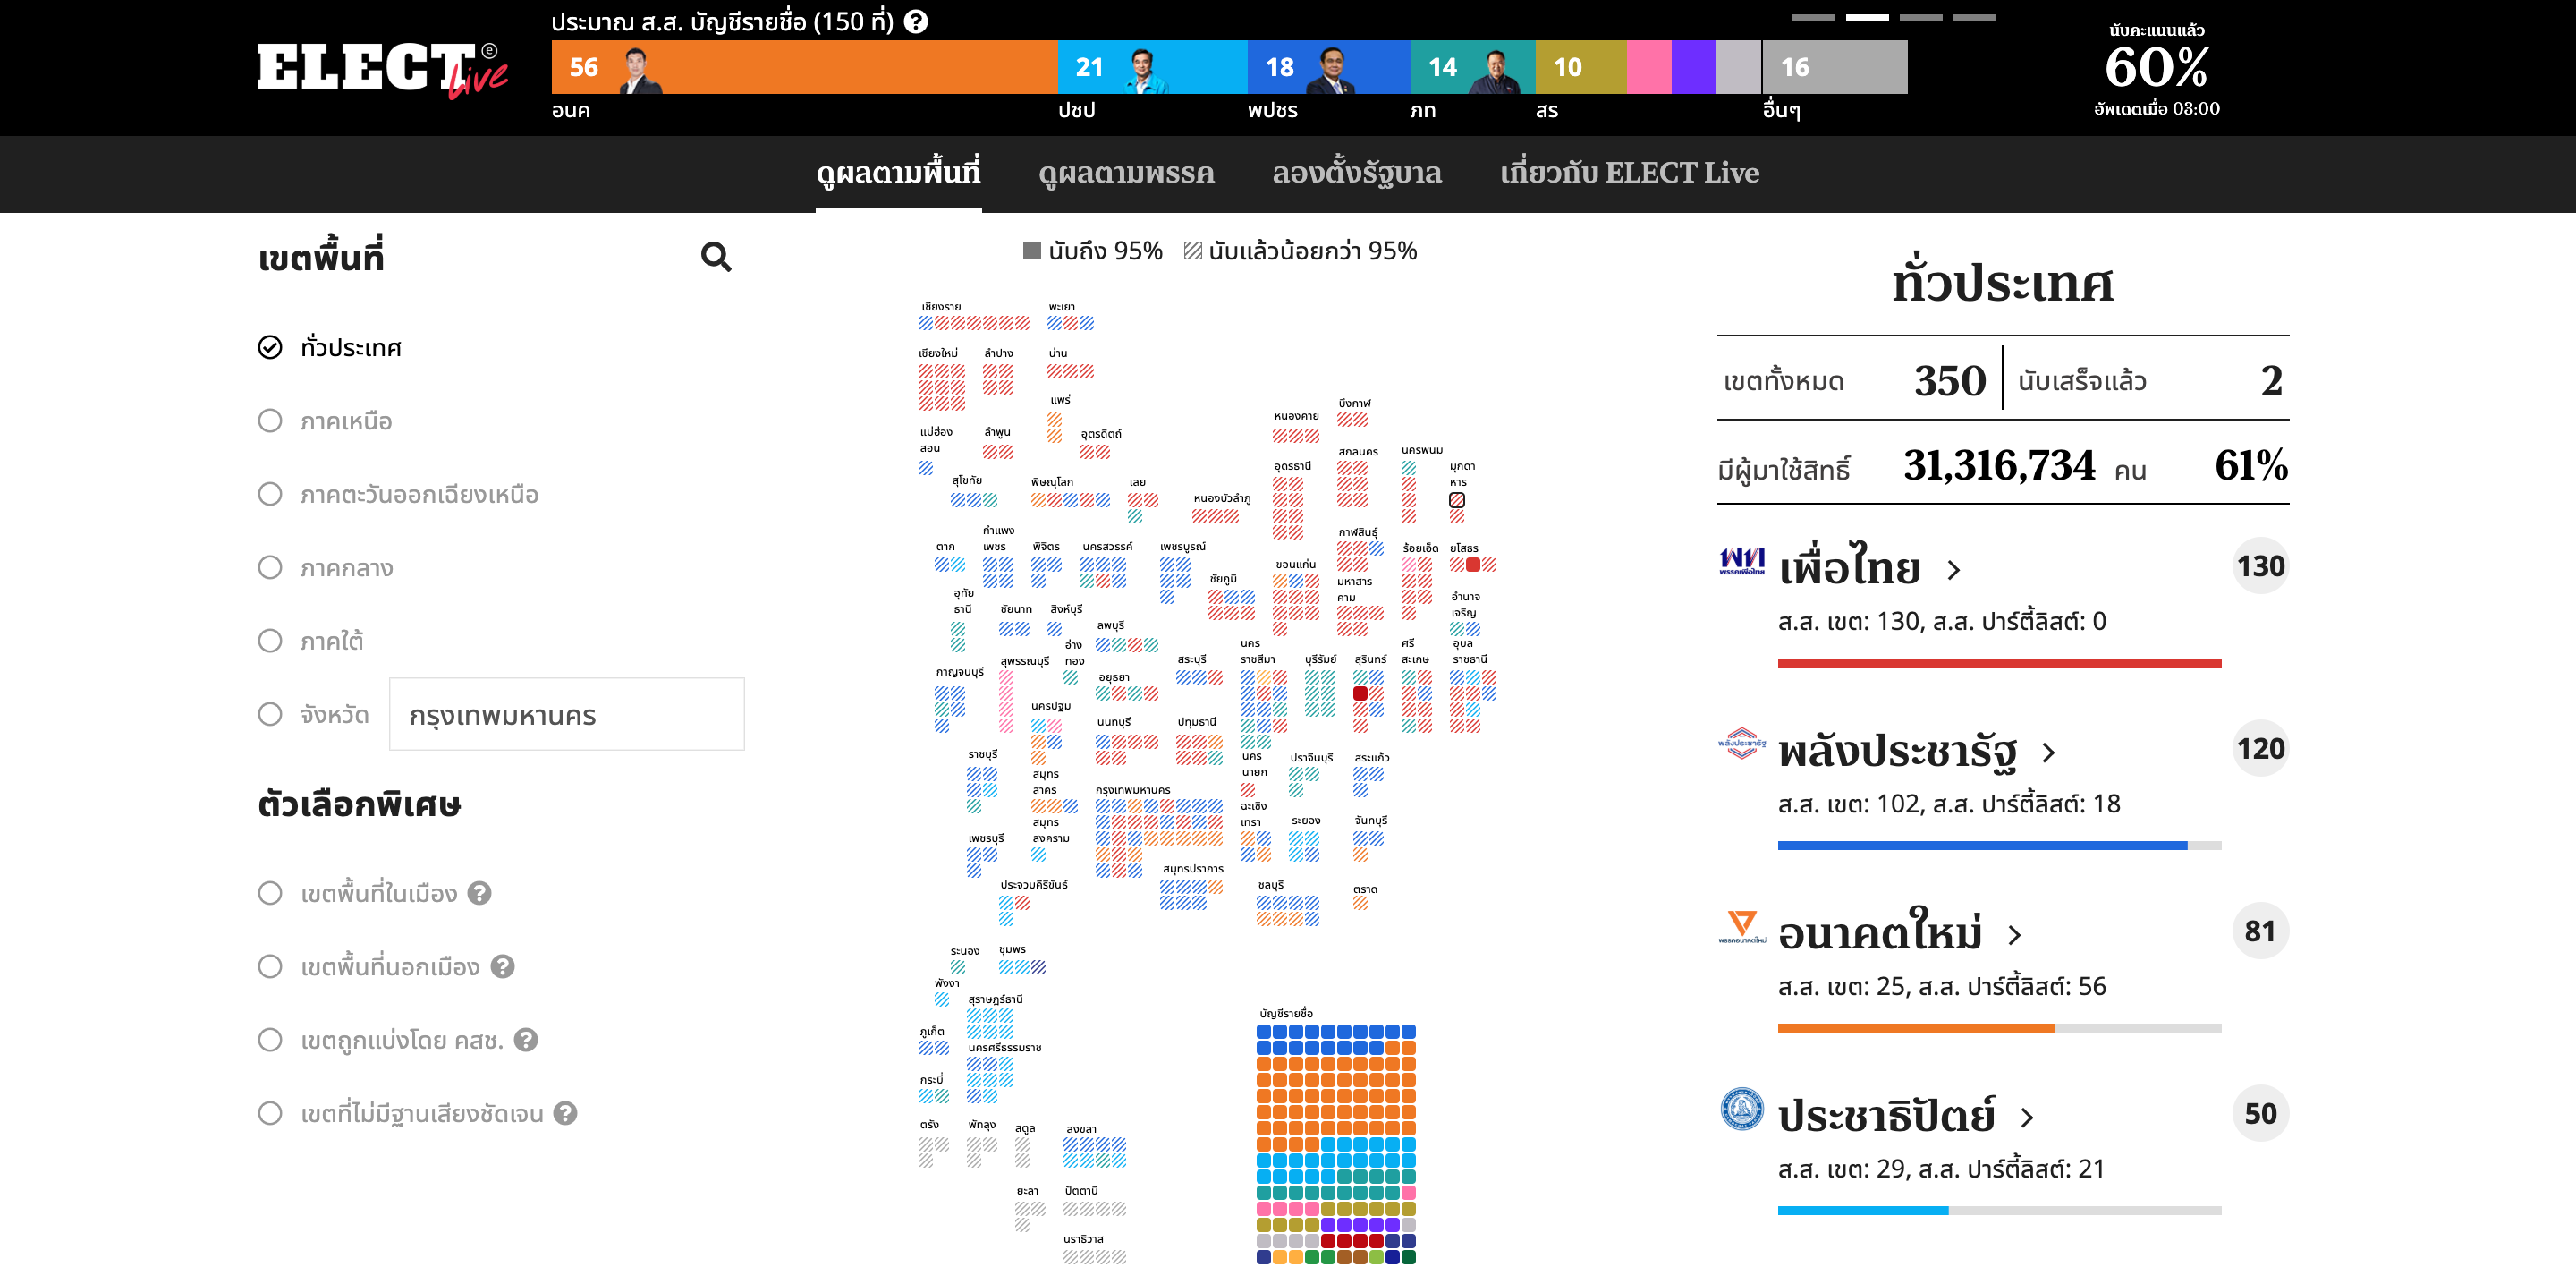 ประมาณ ส.ส. บัญชีรายชื่อ (150 ที่)
ELECT Live
56 21 18 14 10 16
อนค ปชป พปชร ภท สร อื่นๆ
นับคะแนนแล้ว
60%
อัพเดตเมื่อ 03:00
ดูผลตามพื้นที่ ดูผลตามพรรค ลองตั้งรัฐบาล เกี่ยวกับ ELECT Live
เขตพื้นที่
ทั่วประเทศ
ภาคเหนือ
ภาคตะวันออกเฉียงเหนือ
ภาคกลาง
ภาคใต้
จังหวัด กรุงเทพมหานคร
ตัวเลือกพิเศษ
เขตพื้นที่ในเมือง
เขตพื้นที่นอกเมือง
เขตถูกแบ่งโดย คสช.
เขตที่ไม่มีฐานเสียงชัดเจน
นับถึง 95% นับแล้วน้อยกว่า 95%
เชียงราย พะเยา
เชียงใหม่ ลำปาง น่าน
แพร่ หนองคาย บึงกาฬ
แม่ฮ่อง
สอน
ลำพูน อุตรดิตถ์
สกลนคร นครพนม
อุดรธานี
มุกดา
หาร
สุโขทัย พิษณุโลก เลย
หนองบัวลำภู
กำแพง
เพชร
ตาก พิจิตร นครสวรรค์ เพชรบูรณ์
กาฬสินธุ์ ร้อยเอ็ด ยโสธร
ขอนแก่น
ชัยภูมิ
มหาสาร
คาม
อุทัย
ธานี
ชัยนาท สิงห์บุรี
อำนาจ
เจริญ
ลพบุรี
อ่าง
ทอง
นคร
ราชสีมา
ศรี
สะเกษ
อุบล
ราชธานี
สุพรรณบุรี สระบุรี บุรีรัมย์ สุรินทร์
กาญจนบุรี อยุธยา
นครปฐม
นนทบุรี ปทุมธานี
ราชบุรี
นคร
นายก
ปราจีนบุรี สระแก้ว
สมุทร
สาคร
กรุงเทพมหานคร
ฉะเชิง
เทรา
สมุทร
สงคราม
ระยอง จันทบุรี
เพชรบุรี
สมุทรปราการ
ประจวบคีรีขันธ์ ชลบุรี ตราด
ระนอง ชุมพร
พังงา
สุราษฎร์ธานี
ภูเก็ต
นครศรีธรรมราช
กระบี่
ตรัง พัทลุง สตูล สงขลา
ยะลา ปัตตานี
นราธิวาส
บัญชีรายชื่อ
ทั่วประเทศ
เขตทั้งหมด 350 นับเสร็จแล้ว 2
มีผู้มาใช้สิทธิ์ 31,316,734 คน 61%
พท
พรรคเพื่อไทย
เพื่อไทย 130
ส.ส. เขต: 130, ส.ส. ปาร์ตี้ลิสต์: 0
พลังประชารัฐ
พลังประชารัฐ 120
ส.ส. เขต: 102, ส.ส. ปาร์ตี้ลิสต์: 18
พรรคอนาคตใหม่
อนาคตใหม่ 81
ส.ส. เขต: 25, ส.ส. ปาร์ตี้ลิสต์: 56
ประชาธิปัตย์ 50
ส.ส. เขต: 29, ส.ส. ปาร์ตี้ลิสต์: 21